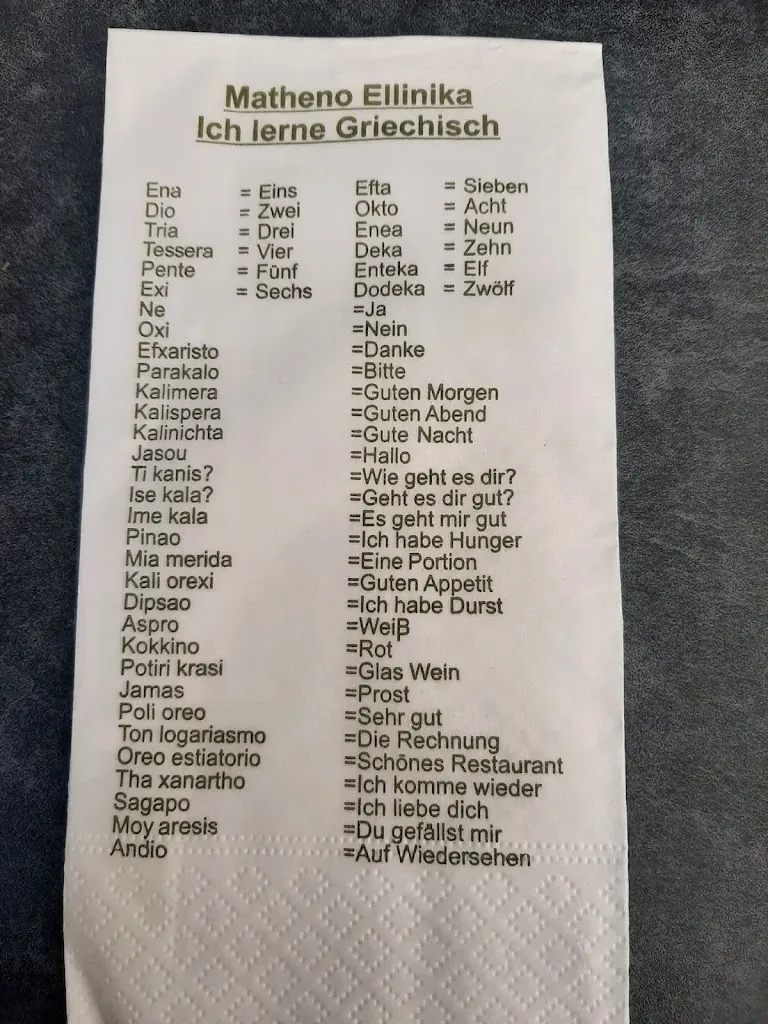 Matheno Ellinika
Ich lerne Griechisch
Ena = Eins Efta = Sieben
Dio = Zwei Okto = Acht
Tria = Drei Enea = Neun
Tessera = Vier Deka = Zehn
Pente = Fünf Enteka = Elf
Exi = Sechs Dodeka = Zwölf
Ne =Ja
Oxi =Nein
Efxaristo =Danke
Parakalo =Bitte
Kalimera =Guten Morgen
Kalispera =Guten Abend
Kalinichta =Gute Nacht
Jasou =Hallo
Ti kanis? =Wie geht es dir?
Ise kala? =Geht es dir gut?
Ime kala =Es geht mir gut
Pinao =Ich habe Hunger
Mia merida =Eine Portion
Kali orexi =Guten Appetit
Dipsao =Ich habe Durst
Aspro =Weiβ
Kokkino =Rot
Potiri krasi =Glas Wein
Jamas =Prost
Poli oreo =Sehr gut
Ton logariasmo =Die Rechnung
Oreo estiatorio =Schönes Restaurant
Tha xanartho =Ich komme wieder
Sagapo =Ich liebe dich
Moy aresis =Du gefällst mir
Andio =Auf Wiedersehen